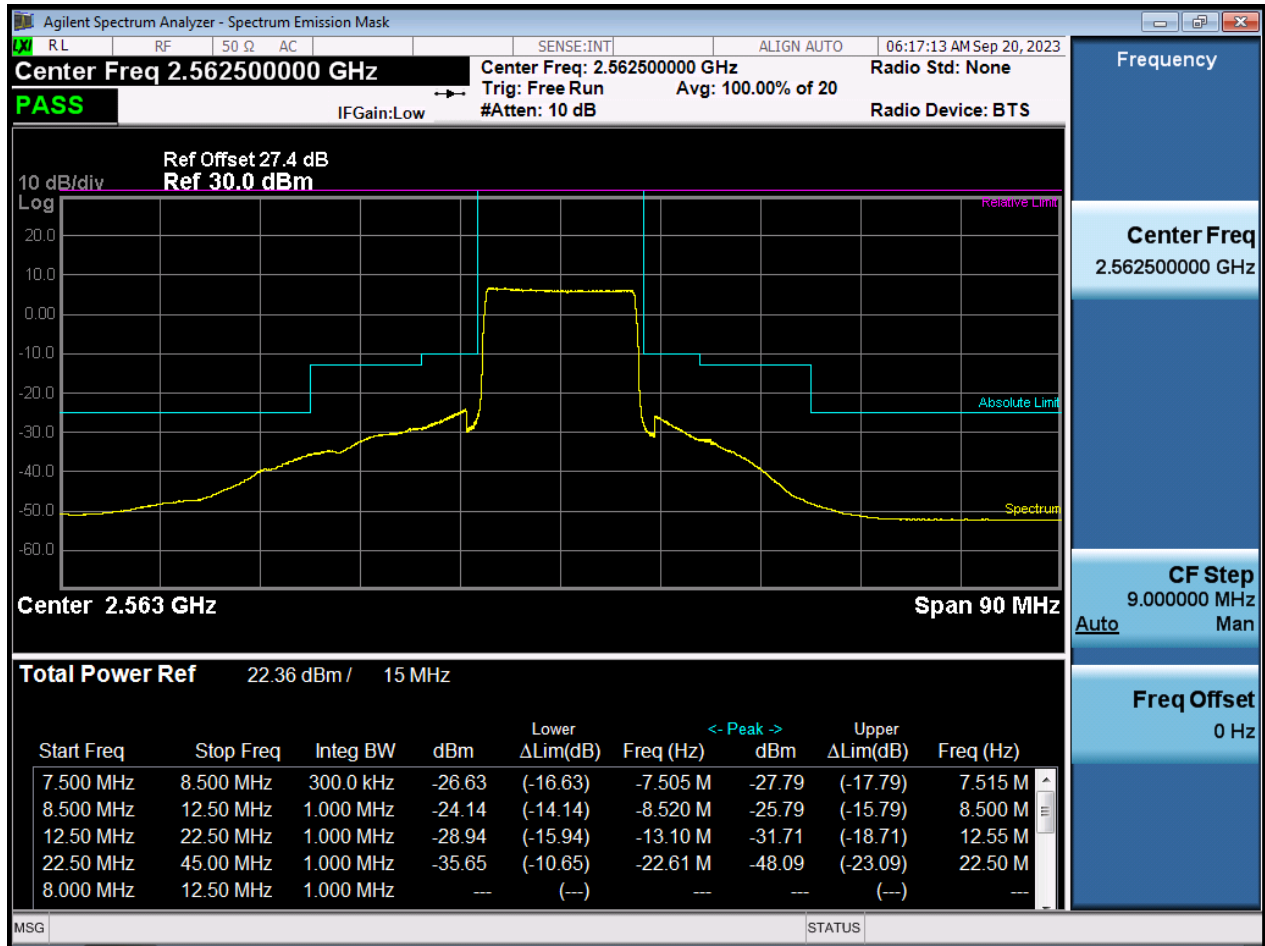 Agilent Spectrum Analyzer - Spectrum Emission Mask
LXI RL RF 50 Ω AC SENSE:INT ALIGN AUTO 06:17:13 AM Sep 20, 2023
Center Freq 2.562500000 GHz
PASS
IFGain:Low
Center Freq: 2.562500000 GHz
Trig: Free Run Avg: 100.00% of 20
#Atten: 10 dB
Radio Std: None
Radio Device: BTS
Ref Offset 27.4 dB
10 dB/div Ref 30.0 dBm
Log
Relative Limit
20.0
10.0
0.00
-10.0
-20.0
Absolute Limit
-30.0
-40.0
-50.0
Spectrum
-60.0
Center 2.563 GHz Span 90 MHz
Total Power Ref 22.36 dBm / 15 MHz
Lower <- Peak -> Upper
Start Freq Stop Freq Integ BW dBm ΔLim(dB) Freq (Hz) dBm ΔLim(dB) Freq (Hz)
7.500 MHz 8.500 MHz 300.0 kHz -26.63 (-16.63) -7.505 M -27.79 (-17.79) 7.515 M
8.500 MHz 12.50 MHz 1.000 MHz -24.14 (-14.14) -8.520 M -25.79 (-15.79) 8.500 M
12.50 MHz 22.50 MHz 1.000 MHz -28.94 (-15.94) -13.10 M -31.71 (-18.71) 12.55 M
22.50 MHz 45.00 MHz 1.000 MHz -35.65 (-10.65) -22.61 M -48.09 (-23.09) 22.50 M
8.000 MHz 12.50 MHz 1.000 MHz --- (---) --- --- (---) ---
MSG STATUS
Frequency
Center Freq
2.562500000 GHz
CF Step
9.000000 MHz
Auto Man
Freq Offset
0 Hz